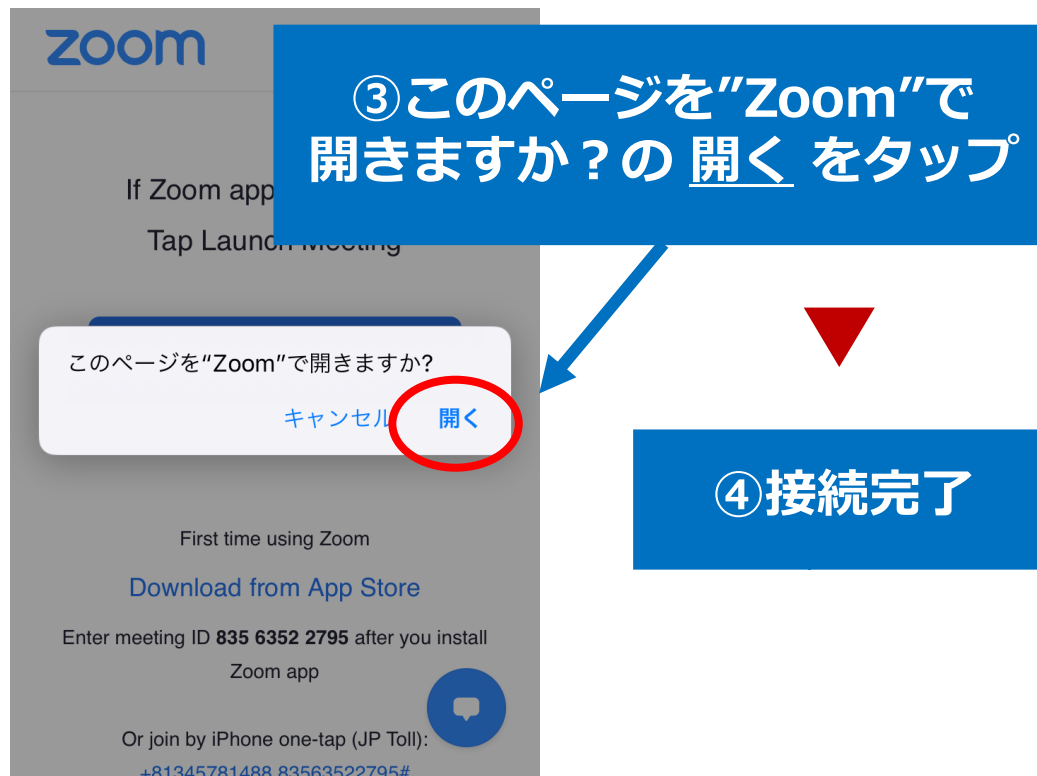 zoom
③このページを”Zoom”で
開きますか？の 開く をタップ
If Zoom app
Tap Launch Meeting
このページを“Zoom”で開きますか?
キャンセル 開く
④接続完了
First time using Zoom
Download from App Store
Enter meeting ID 835 6352 2795 after you install
Zoom app
Or join by iPhone one-tap (JP Toll):
+81345781488,83563522795#